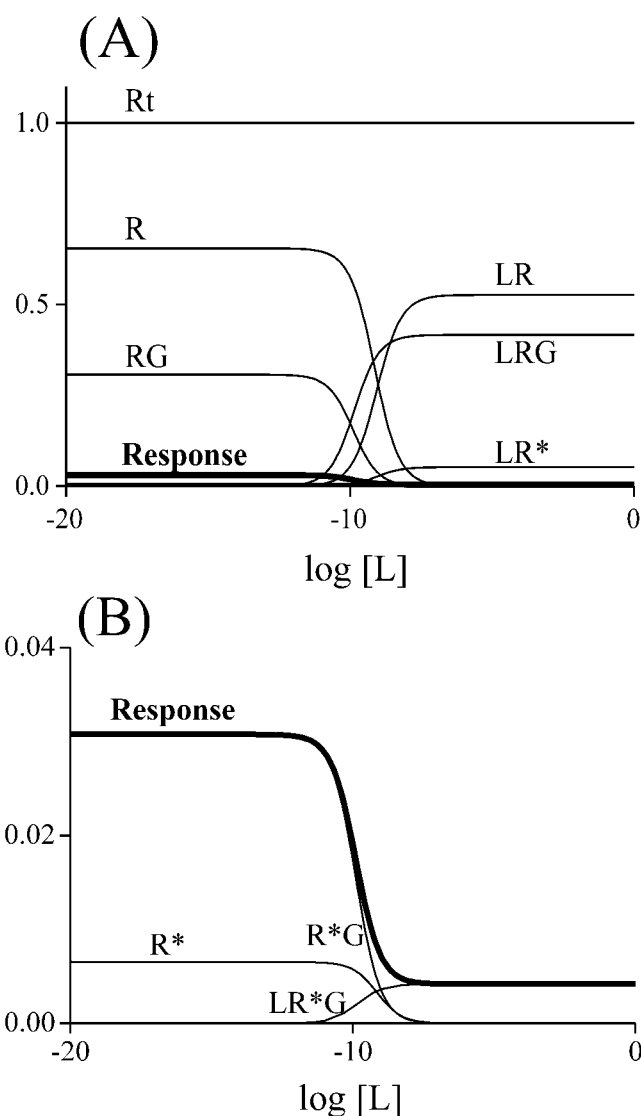 (A)
Rt
1.0
R
LR
0.5
LRG
RG
Response
LR*
0.0
-20
-10
0
log [L]
(B)
0.04
Response
0.02
R*G
R*
LR*G
0.00
-20
-10
0
log [L]